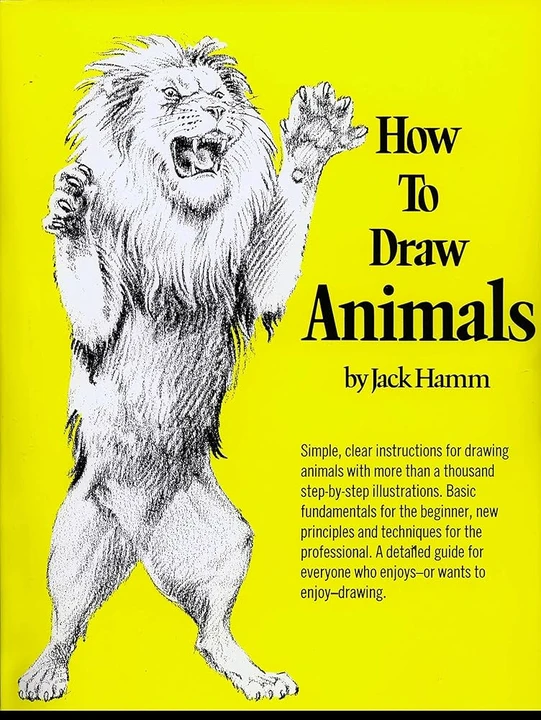 How
To
Draw
Animals
by Jack Hamm
Simple, clear instructions for drawing
animals with more than a thousand
step-by-step illustrations. Basic
fundamentals for the beginner, new
principles and techniques for the
professional. A detailed guide for
everyone who enjoys–or wants to
enjoy–drawing.